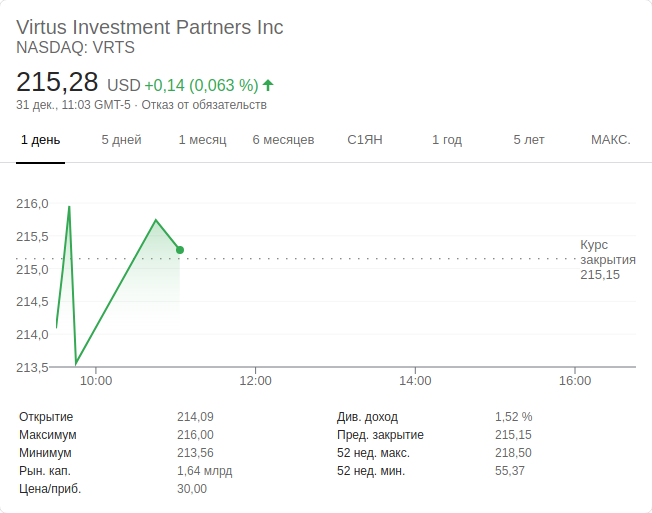 Virtus Investment Partners Inc
NASDAQ: VRTS
215,28 USD +0,14 (0,063 %)
31 дек., 11:03 GMT-5 · Отказ от обязательств
1 день 5 дней 1 месяц 6 месяцев С1ЯН 1 год 5 лет МАКС.
216,0
215,5
215,0
214,5
214,0
213,5
Курс
закрытия
215,15
10:00 12:00 14:00 16:00
Открытие 214,09 Див. доход 1,52 %
Максимум 216,00 Пред. закрытие 215,15
Минимум 213,56 52 нед. макс. 218,50
Рын. кап. 1,64 млрд 52 нед. мин. 55,37
Цена/приб. 30,00